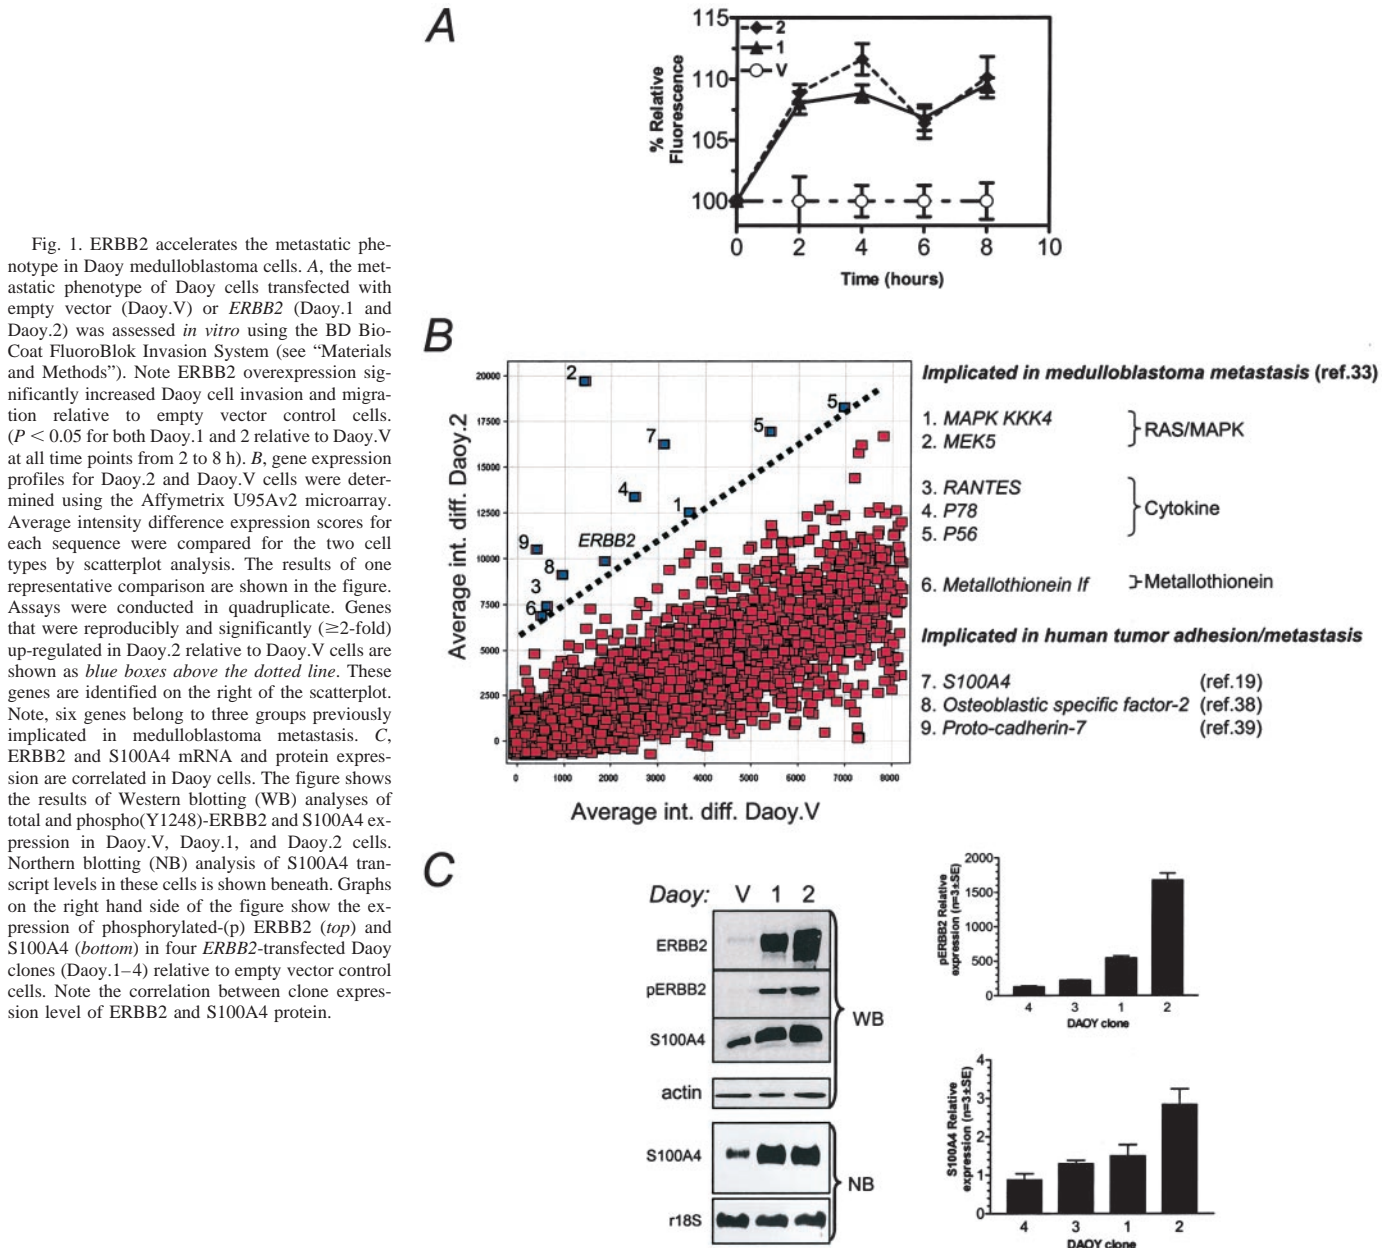 Fig. 1. ERBB2 accelerates the metastatic phe-
notype in Daoy medulloblastoma cells. A, the met-
astatic phenotype of Daoy cells transfected with
empty vector (Daoy.V) or ERBB2 (Daoy.1 and
Daoy.2) was assessed in vitro using the BD Bio-
Coat FluoroBlok Invasion System (see “Materials
and Methods”). Note ERBB2 overexpression sig-
nificantly increased Daoy cell invasion and migra-
tion relative to empty vector control cells.
(P < 0.05 for both Daoy.1 and 2 relative to Daoy.V
at all time points from 2 to 8 h). B, gene expression
profiles for Daoy.2 and Daoy.V cells were deter-
mined using the Affymetrix U95Av2 microarray.
Average intensity difference expression scores for
each sequence were compared for the two cell
types by scatterplot analysis. The results of one
representative comparison are shown in the figure.
Assays were conducted in quadruplicate. Genes
that were reproducibly and significantly (≥2-fold)
up-regulated in Daoy.2 relative to Daoy.V cells are
shown as blue boxes above the dotted line. These
genes are identified on the right of the scatterplot.
Note, six genes belong to three groups previously
implicated in medulloblastoma metastasis. C,
ERBB2 and S100A4 mRNA and protein expres-
sion are correlated in Daoy cells. The figure shows
the results of Western blotting (WB) analyses of
total and phospho(Y1248)-ERBB2 and S100A4 ex-
pression in Daoy.V, Daoy.1, and Daoy.2 cells.
Northern blotting (NB) analysis of S100A4 tran-
script levels in these cells is shown beneath. Graphs
on the right hand side of the figure show the ex-
pression of phosphorylated-(p) ERBB2 (top) and
S100A4 (bottom) in four ERBB2-transfected Daoy
clones (Daoy.1–4) relative to empty vector control
cells. Note the correlation between clone expres-
sion level of ERBB2 and S100A4 protein.
A
% Relative
Fluorescence
115
110
105
100
2
1
V
0 2 4 6 8 10
Time (hours)
B
Average int. diff. Daoy.2
20000
17500
15000
12500
10000
7500
5000
2500
0
2
7
5
5
4
1
9
ERBB2
8
3
6
0 1000 2000 3000 4000 5000 6000 7000 8000
Average int. diff. Daoy.V
Implicated in medulloblastoma metastasis (ref.33)
1. MAPK KKK4
2. MEK5
RAS/MAPK
3. RANTES
4. P78
5. P56
Cytokine
6. Metallothionein If
Metallothionein
Implicated in human tumor adhesion/metastasis
7. S100A4 (ref.19)
8. Osteoblastic specific factor-2 (ref.38)
9. Proto-cadherin-7 (ref.39)
C
Daoy: V 1 2
ERBB2
pERBB2
S100A4
actin
WB
S100A4
r18S
NB
pERBB2 Relative
expression (n=3±SE)
2000
1500
1000
500
0
4 3 1 2
DAOY clone
S100A4 Relative
expression (n=3±SE)
4
3
2
1
0
4 3 1 2
DAOY clone